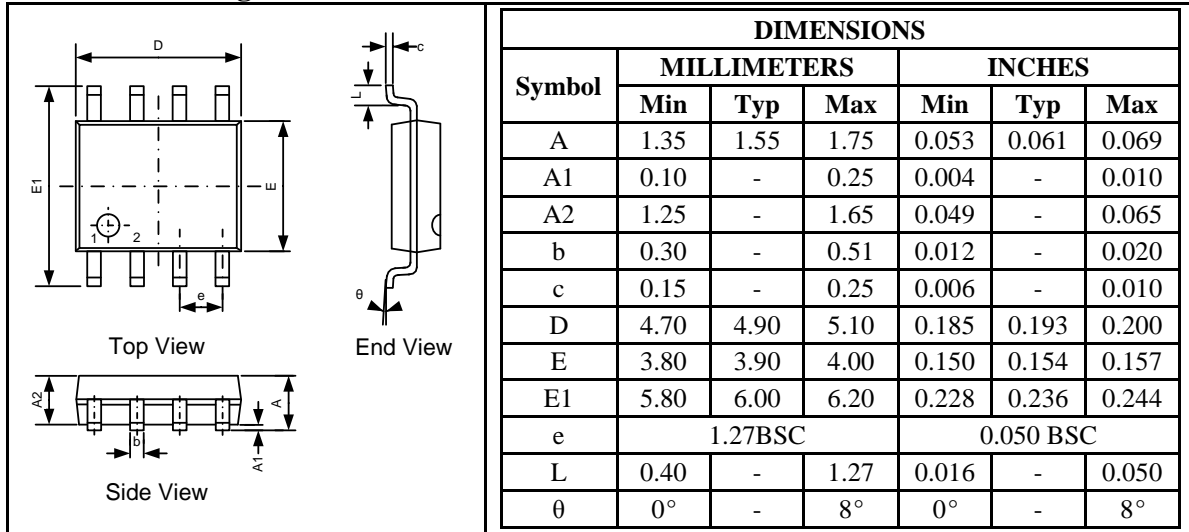 D
c
L
E1
E
1 2
e
θ
Top View
End View
A2
A
b
A1
Side View
DIMENSIONS
Symbol MILLIMETERS INCHES
Min Typ Max Min Typ Max
A 1.35 1.55 1.75 0.053 0.061 0.069
A1 0.10 - 0.25 0.004 - 0.010
A2 1.25 - 1.65 0.049 - 0.065
b 0.30 - 0.51 0.012 - 0.020
c 0.15 - 0.25 0.006 - 0.010
D 4.70 4.90 5.10 0.185 0.193 0.200
E 3.80 3.90 4.00 0.150 0.154 0.157
E1 5.80 6.00 6.20 0.228 0.236 0.244
e 1.27BSC 0.050 BSC
L 0.40 - 1.27 0.016 - 0.050
θ 0° - 8° 0° - 8°